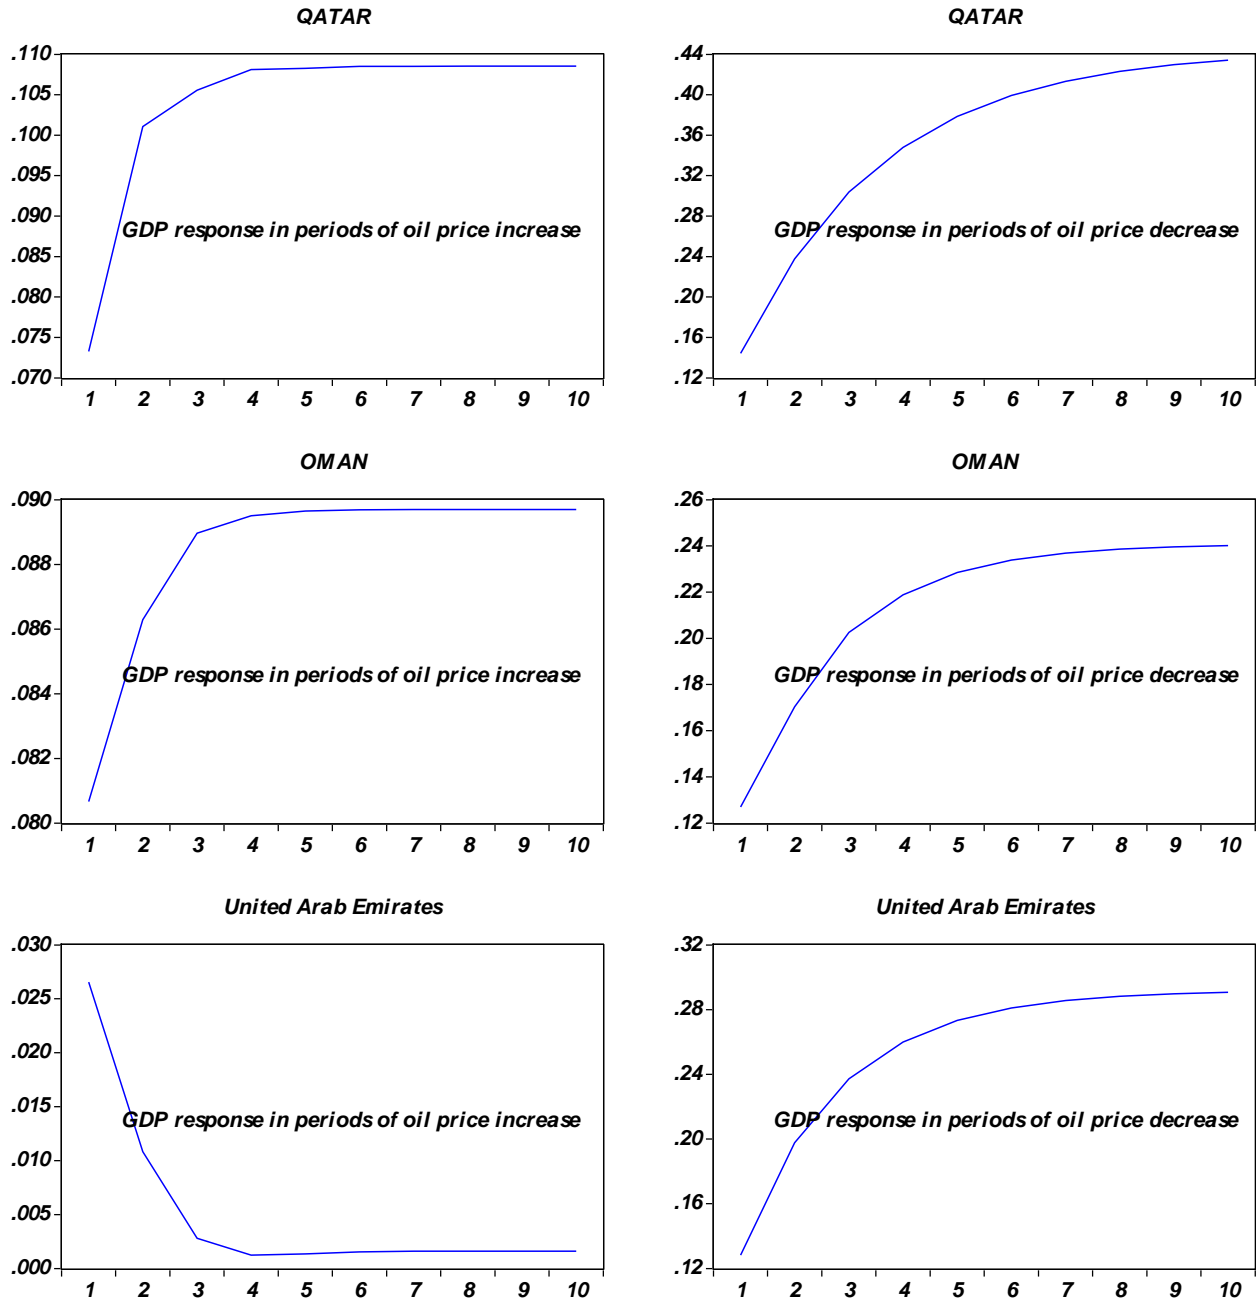 QATAR
.110
.105
.100
.095
.090
.085
.080
.075
.070
GDP response in periods of oil price increase
1 2 3 4 5 6 7 8 9 10
QATAR
.44
.40
.36
.32
.28
.24
.20
.16
.12
GDP response in periods of oil price decrease
1 2 3 4 5 6 7 8 9 10
OMAN
.090
.088
.086
.084
.082
.080
GDP response in periods of oil price increase
1 2 3 4 5 6 7 8 9 10
OMAN
.26
.24
.22
.20
.18
.16
.14
.12
GDP response in periods of oil price decrease
1 2 3 4 5 6 7 8 9 10
United Arab Emirates
.030
.025
.020
.015
.010
.005
.000
GDP response in periods of oil price increase
1 2 3 4 5 6 7 8 9 10
United Arab Emirates
.32
.28
.24
.20
.16
.12
GDP response in periods of oil price decrease
1 2 3 4 5 6 7 8 9 10